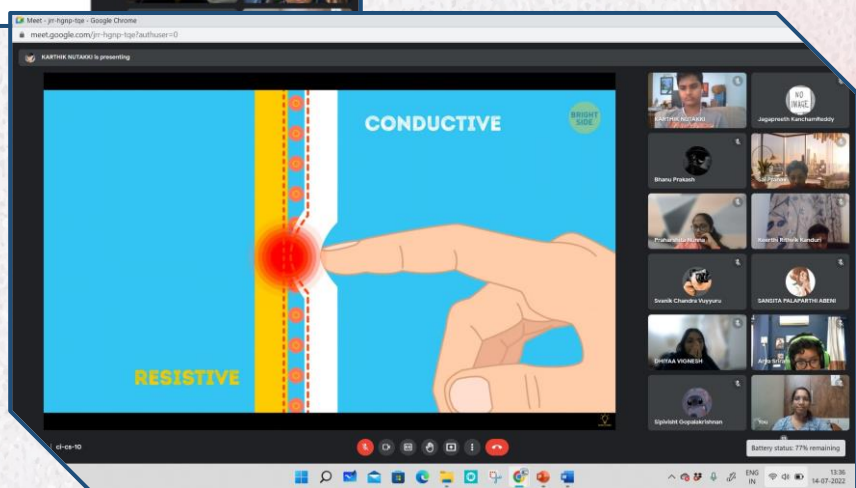 Meet - jrr-hgnp-tqe - Google Chrome
meet.google.com/jrr-hgnp-tqe?authuser=0
KARTHIK NUTAKKI is presenting
CONDUCTIVE
BRIGHT
SIDE
RESISTIVE
KARTHIK NUTAKKI
NO
IMAGE
Jagapreeth KanchamReddy
Bhanu Prakash
Sai Pranav
Keerthi Rithvik Kanduri
Svanik Chandra Vuyyuru
SANGITA PALAPARTHI ABENI
DHIYAA VIGNESH
Sipivisht Gopalakrishnan
You
ci-cs-10
Battery status: 77% remaining
ENG
IN
13:36
14-07-2022